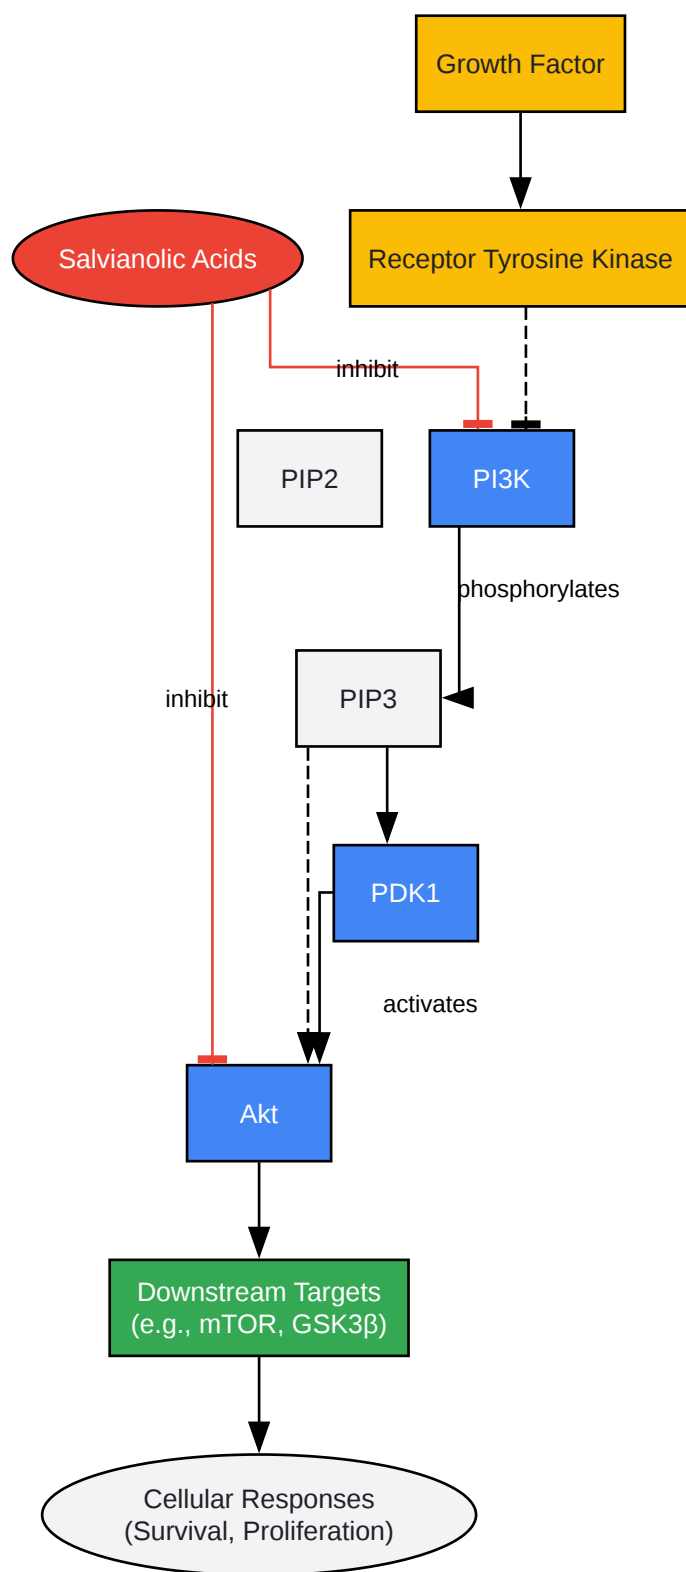 Growth Factor
Salvianolic Acids
Receptor Tyrosine Kinase
inhibit
PIP2
PI3K
phosphorylates
PIP3
inhibit
PDK1
activates
Akt
Downstream Targets
(e.g., mTOR, GSK3β)
Cellular Responses
(Survival, Proliferation)